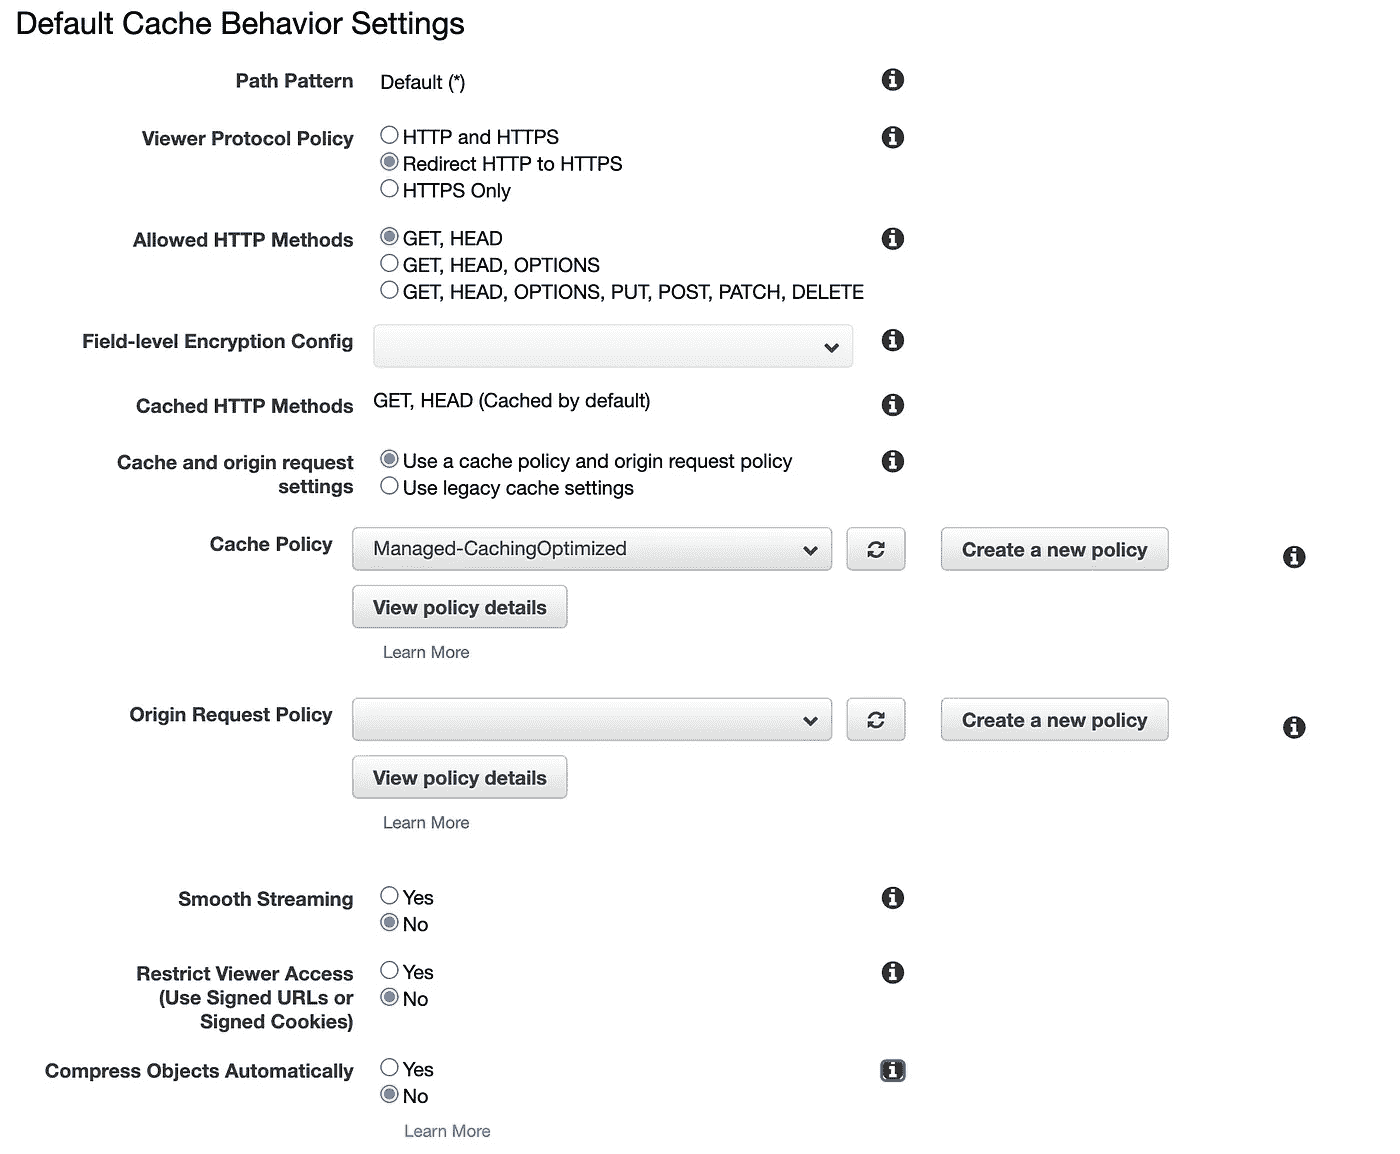 Default Cache Behavior Settings
Path Pattern Default (*)
Viewer Protocol Policy HTTP and HTTPS
Redirect HTTP to HTTPS
HTTPS Only
Allowed HTTP Methods GET, HEAD
GET, HEAD, OPTIONS
GET, HEAD, OPTIONS, PUT, POST, PATCH, DELETE
Field-level Encryption Config
Cached HTTP Methods GET, HEAD (Cached by default)
Cache and origin request Use a cache policy and origin request policy
settings Use legacy cache settings
Cache Policy Managed-CachingOptimized Create a new policy
View policy details
Learn More
Origin Request Policy Create a new policy
View policy details
Learn More
Smooth Streaming Yes
No
Restrict Viewer Access Yes
(Use Signed URLs or No
Signed Cookies)
Compress Objects Automatically Yes
No
Learn More